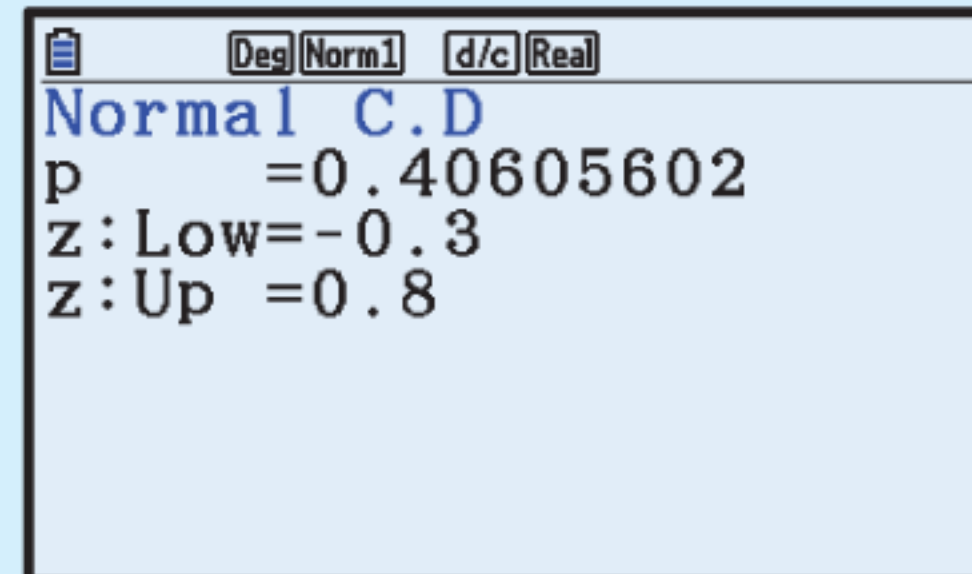 Deg Norm1 d/c Real
Normal C.D
p =0.40605602
z:Low=-0.3
z:Up =0.8